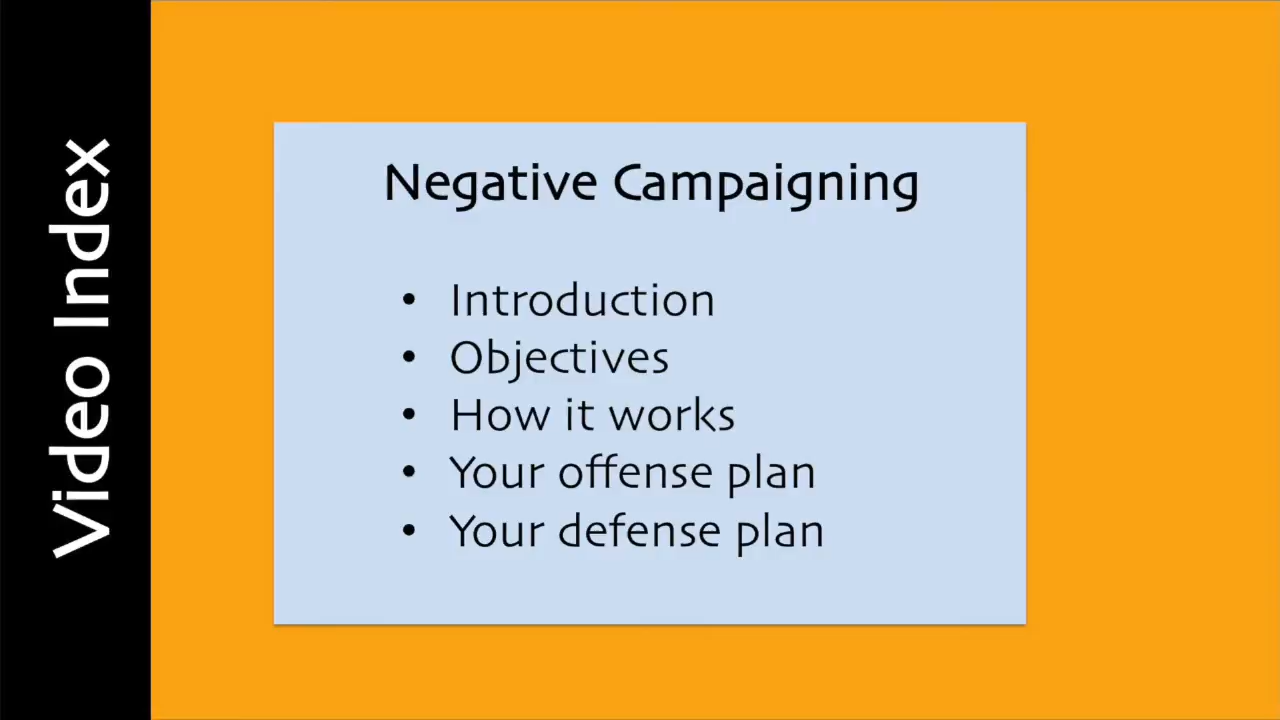 Video Index
Negative Campaigning
• Introduction
• Objectives
• How it works
• Your offense plan
• Your defense plan